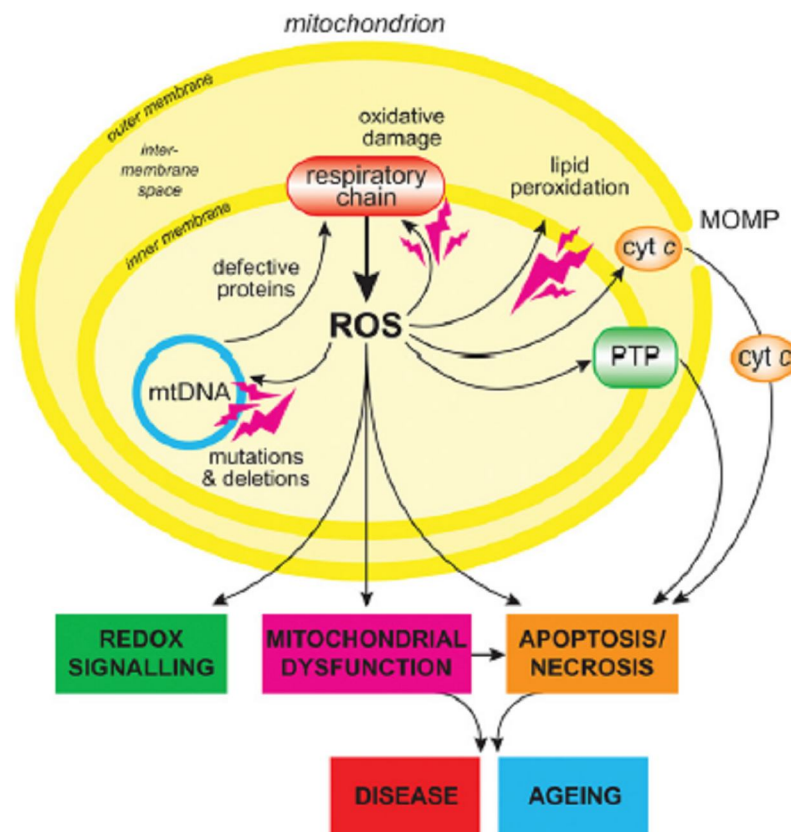 mitochondrion
outer membrane
inter-
membrane
space
inner membrane
oxidative
damage
respiratory
chain
lipid
peroxidation
MOMP
cyt c
defective
proteins
ROS
PTP
cyt c
mtDNA
mutations
& deletions
REDOX
SIGNALLING
MITOCHONDRIAL
DYSFUNCTION
APOPTOSIS/
NECROSIS
DISEASE
AGEING